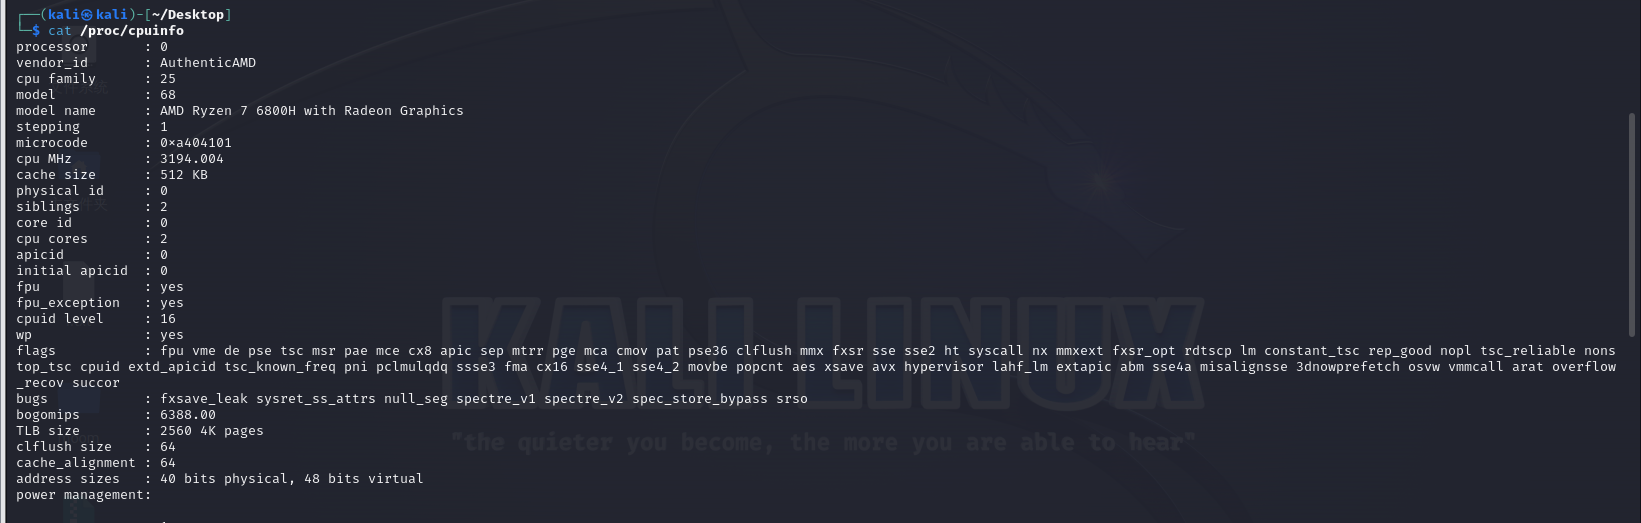 ┌──(kali㉿kali)-[~/Desktop]
└─$ cat /proc/cpuinfo
processor       : 0
vendor_id       : AuthenticAMD
cpu family      : 25
model           : 68
model name      : AMD Ryzen 7 6800H with Radeon Graphics
stepping        : 1
microcode       : 0xa404101
cpu MHz         : 3194.004
cache size      : 512 KB
physical id     : 0
siblings        : 2
core id         : 0
cpu cores       : 2
apicid          : 0
initial apicid  : 0
fpu             : yes
fpu_exception   : yes
cpuid level     : 16
wp              : yes
flags           : fpu vme de pse tsc msr pae mce cx8 apic sep mtrr pge mca cmov pat pse36 clflush mmx fxsr sse sse2 ht syscall nx mmxext fxsr_opt rdtscp lm constant_tsc rep_good nopl tsc_reliable nons
top_tsc cpuid extd_apicid tsc_known_freq pni pclmulqdq ssse3 fma cx16 sse4_1 sse4_2 movbe popcnt aes xsave avx hypervisor lahf_lm extapic abm sse4a misalignsse 3dnowprefetch osvw vmmcall arat overflow
_recov succor
bugs            : fxsave_leak sysret_ss_attrs null_seg spectre_v1 spectre_v2 spec_store_bypass srso
bogomips        : 6388.00
TLB size        : 2560 4K pages
clflush size    : 64
cache_alignment : 64
address sizes   : 40 bits physical, 48 bits virtual
power management:
KALI LINUX
"the quieter you become, the more you are able to hear"